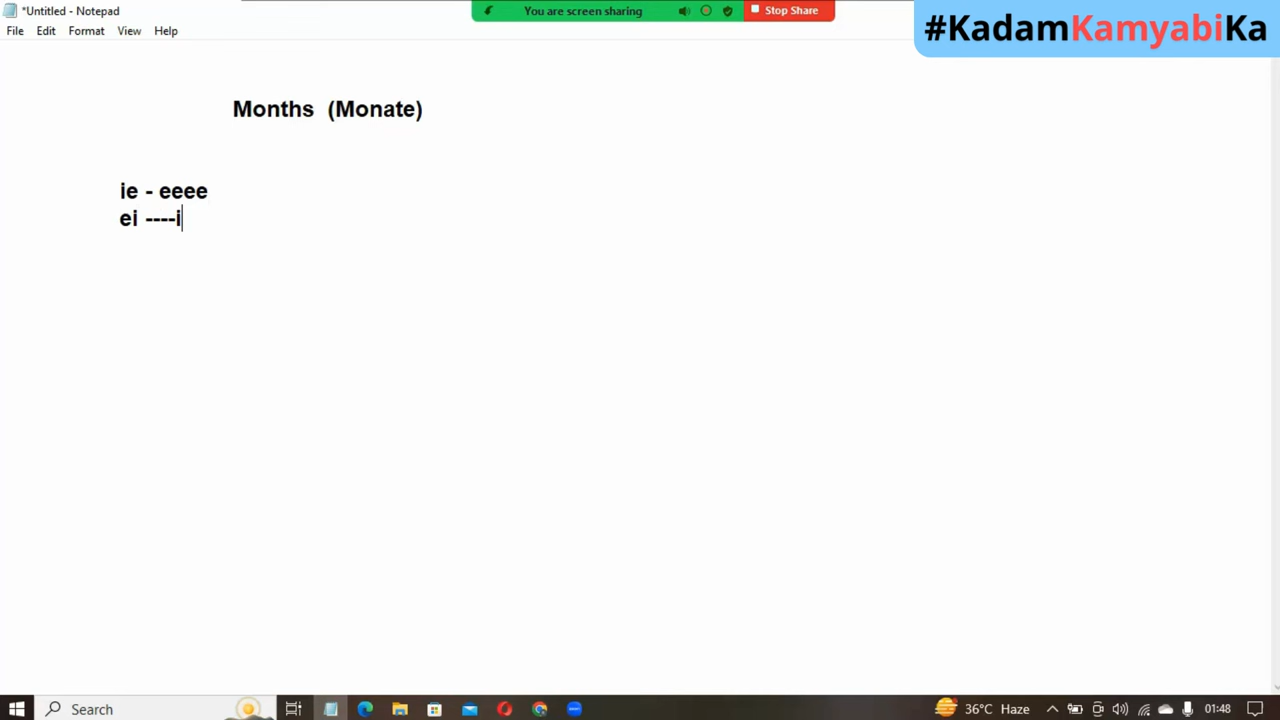 *Untitled - Notepad
You are screen sharing
Stop Share
#KadamKamyabiKa
File Edit Format View Help
Months (Monate)
ie - eeee
ei ----i
Search
36°C Haze
01:48